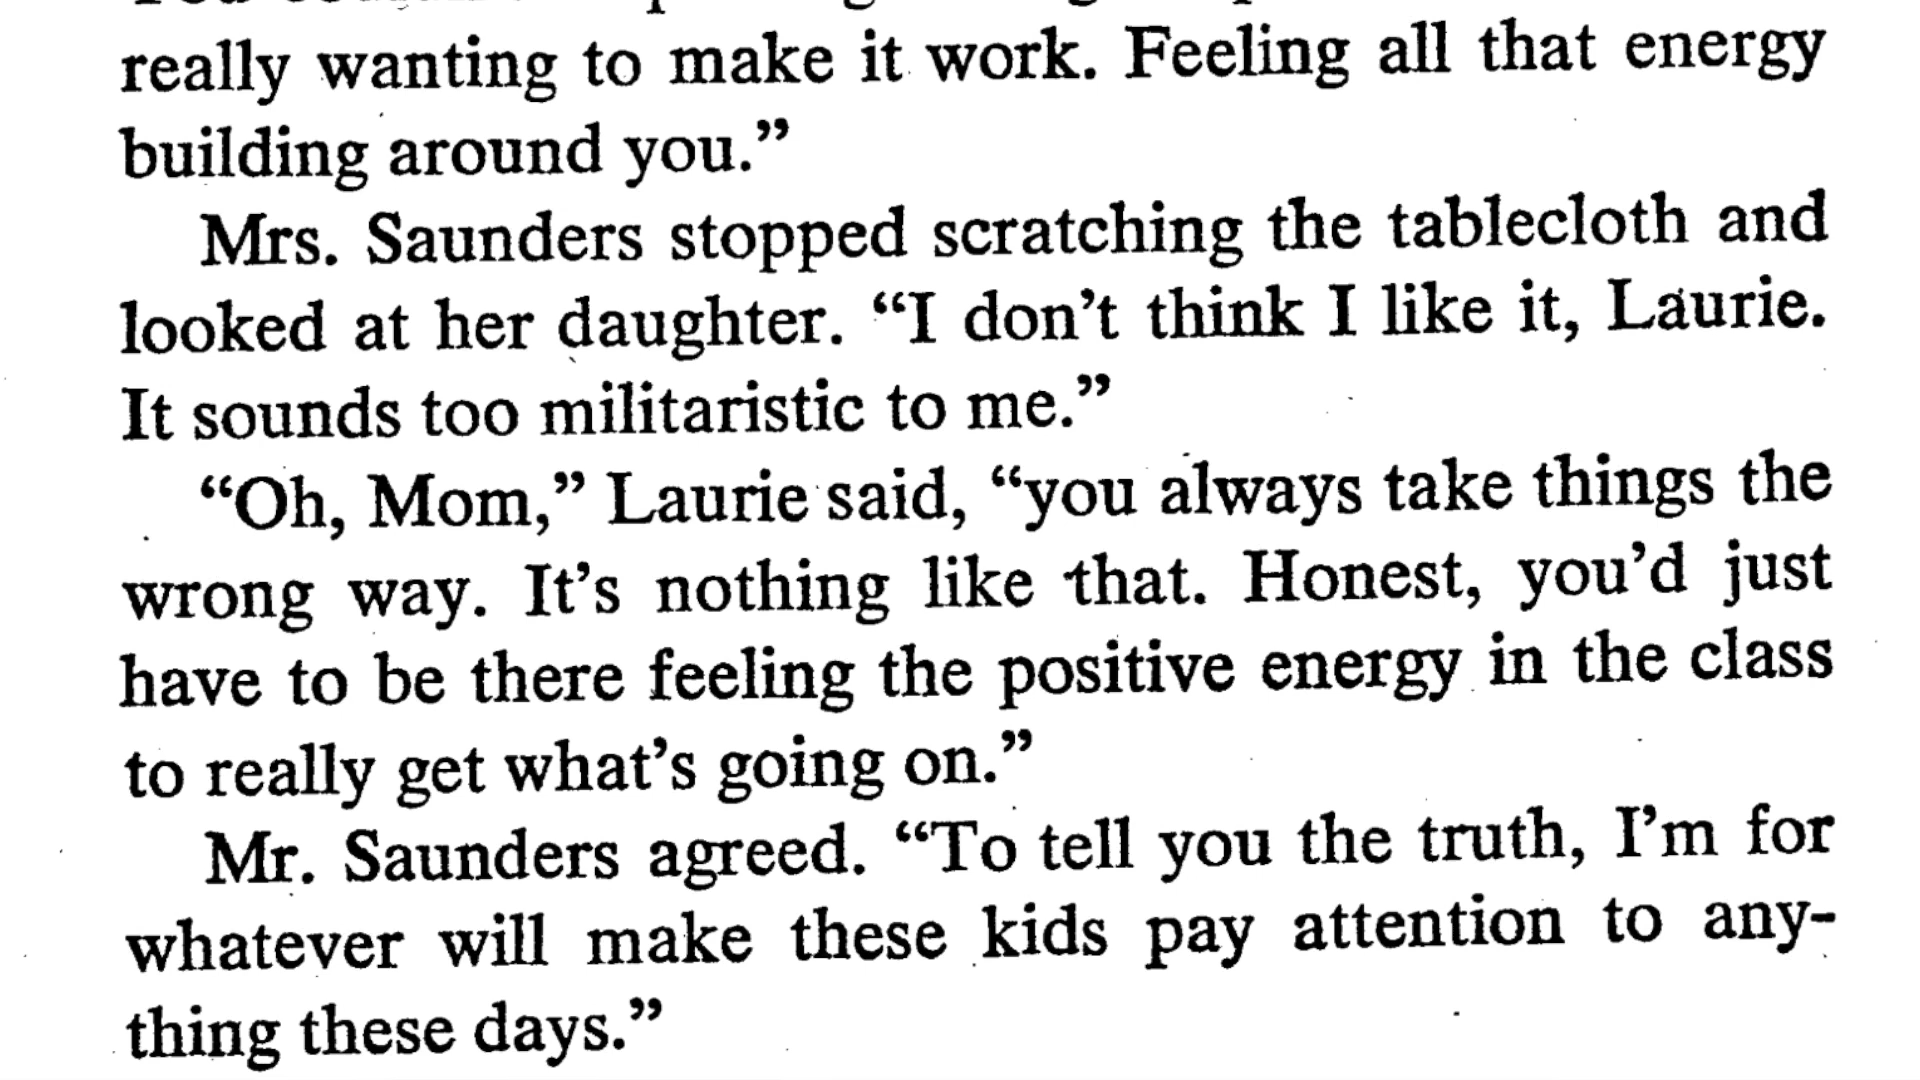 really wanting to make it work. Feeling all that energy
building around you.”
Mrs. Saunders stopped scratching the tablecloth and
looked at her daughter. “I don’t think I like it, Laurie.
It sounds too militaristic to me.”
“Oh, Mom,” Laurie said, “you always take things the
wrong way. It’s nothing like that. Honest, you’d just
have to be there feeling the positive energy in the class
to really get what’s going on.”
Mr. Saunders agreed. “To tell you the truth, I’m for
whatever will make these kids pay attention to any-
thing these days.”